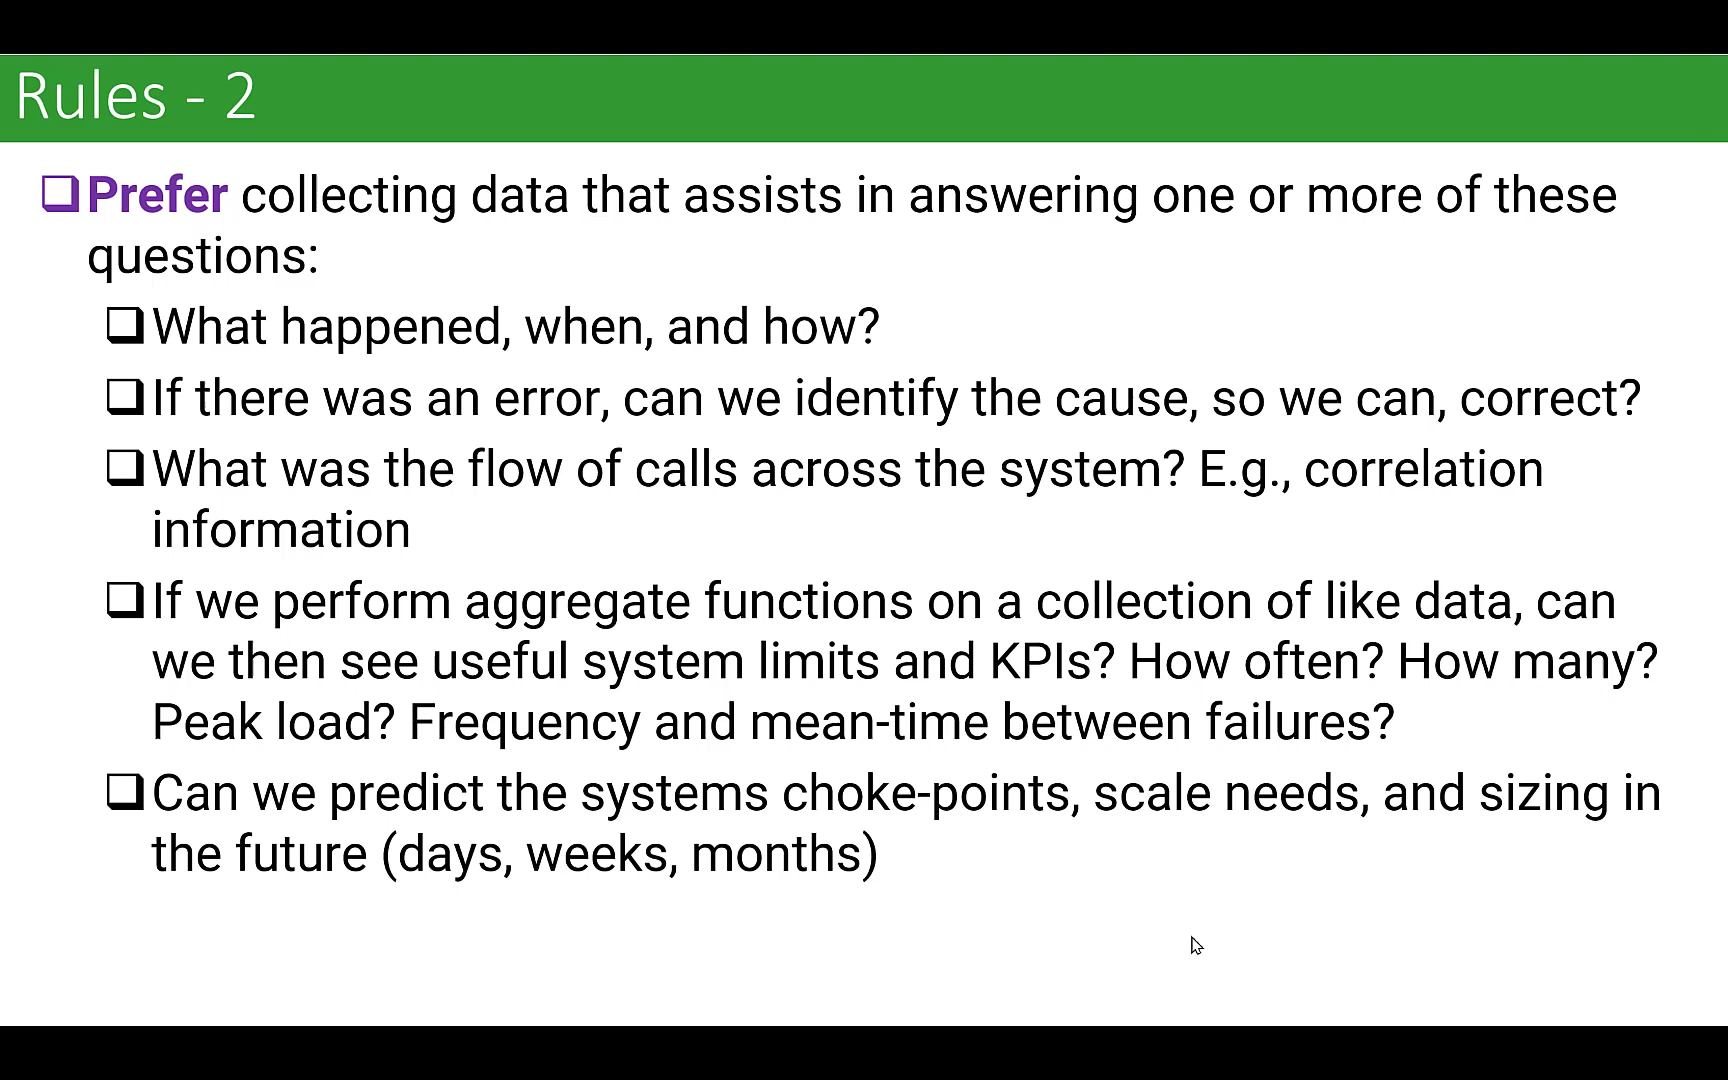 Rules - 2
Prefer collecting data that assists in answering one or more of these
questions:
What happened, when, and how?
If there was an error, can we identify the cause, so we can, correct?
What was the flow of calls across the system? E.g., correlation
information
If we perform aggregate functions on a collection of like data, can
we then see useful system limits and KPIs? How often? How many?
Peak load? Frequency and mean-time between failures?
Can we predict the systems choke-points, scale needs, and sizing in
the future (days, weeks, months)